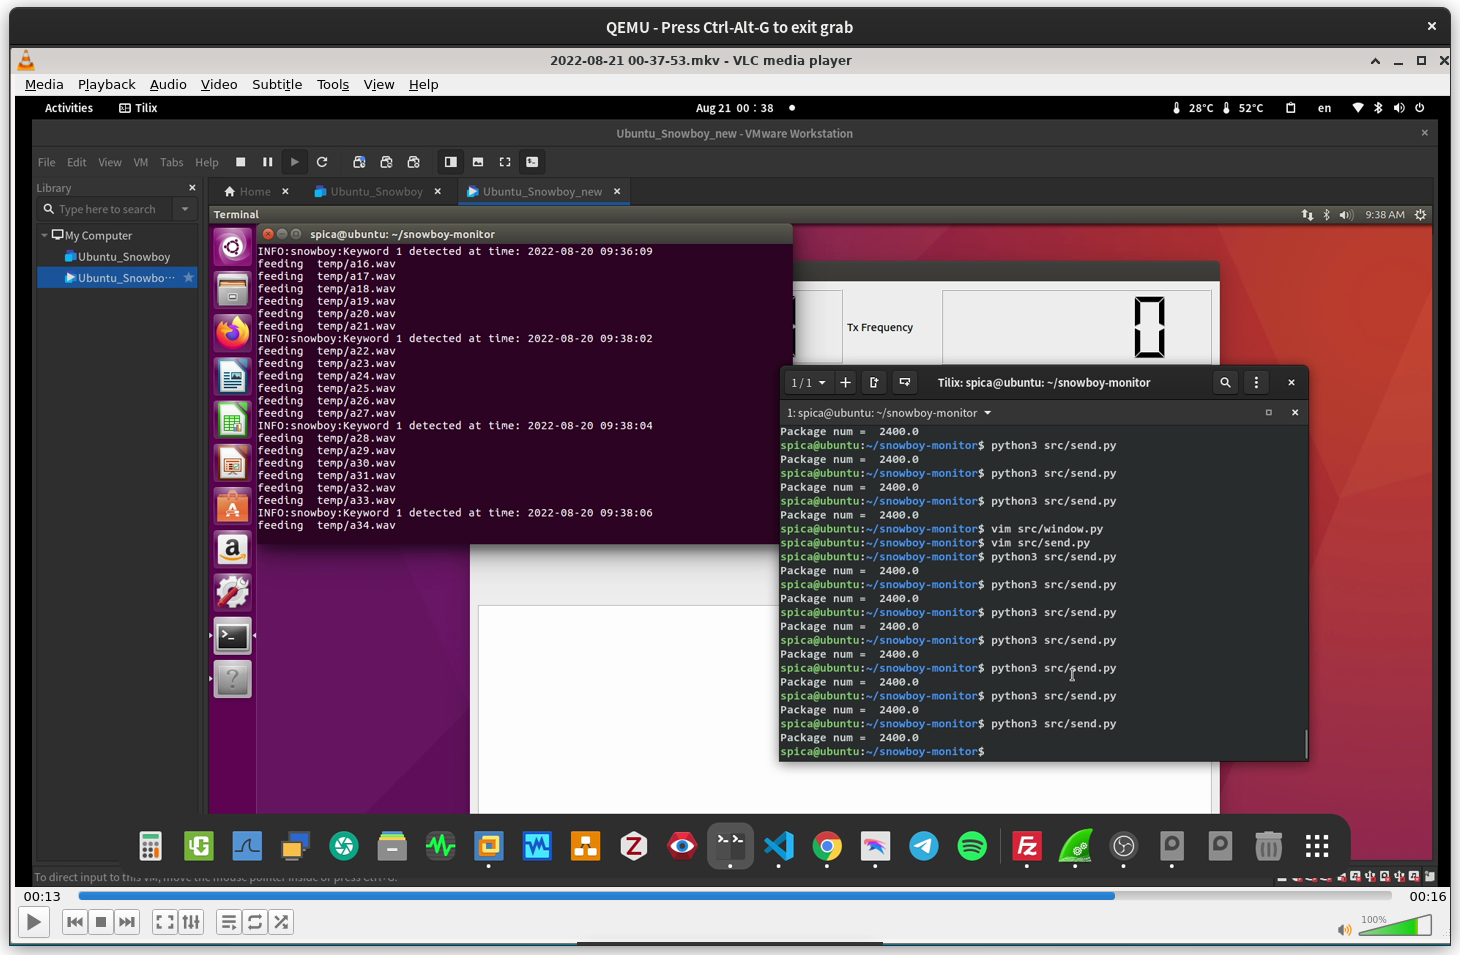 QEMU - Press Ctrl-Alt-G to exit grab
2022-08-21 00-37-53.mkv - VLC media player
Media Playback Audio Video Subtitle Tools View Help
Activities Tilix Aug 21 00 : 38 28°C 52°C en
Ubuntu_Snowboy_new - VMware Workstation
File Edit View VM Tabs Help
Library
Home Ubuntu_Snowboy Ubuntu_Snowboy_new
Type here to search
My Computer
Ubuntu_Snowboy
Ubuntu_Snowbo···
Terminal 9:38 AM
spica@ubuntu: ~/snowboy-monitor
INFO:snowboy:Keyword 1 detected at time: 2022-08-20 09:36:09
feeding  temp/a16.wav
feeding  temp/a17.wav
feeding  temp/a18.wav
feeding  temp/a19.wav
feeding  temp/a20.wav
feeding  temp/a21.wav
INFO:snowboy:Keyword 1 detected at time: 2022-08-20 09:38:02
feeding  temp/a22.wav
feeding  temp/a23.wav
feeding  temp/a24.wav
feeding  temp/a25.wav
feeding  temp/a26.wav
feeding  temp/a27.wav
INFO:snowboy:Keyword 1 detected at time: 2022-08-20 09:38:04
feeding  temp/a28.wav
feeding  temp/a29.wav
feeding  temp/a30.wav
feeding  temp/a31.wav
feeding  temp/a32.wav
feeding  temp/a33.wav
INFO:snowboy:Keyword 1 detected at time: 2022-08-20 09:38:06
feeding  temp/a34.wav
Tx Frequency 0
1 / 1 Tilix: spica@ubuntu: ~/snowboy-monitor
1: spica@ubuntu: ~/snowboy-monitor
Package num =  2400.0
spica@ubuntu:~/snowboy-monitor$ python3 src/send.py
Package num =  2400.0
spica@ubuntu:~/snowboy-monitor$ python3 src/send.py
Package num =  2400.0
spica@ubuntu:~/snowboy-monitor$ python3 src/send.py
Package num =  2400.0
spica@ubuntu:~/snowboy-monitor$ vim src/window.py
spica@ubuntu:~/snowboy-monitor$ vim src/send.py
spica@ubuntu:~/snowboy-monitor$ python3 src/send.py
Package num =  2400.0
spica@ubuntu:~/snowboy-monitor$ python3 src/send.py
Package num =  2400.0
spica@ubuntu:~/snowboy-monitor$ python3 src/send.py
Package num =  2400.0
spica@ubuntu:~/snowboy-monitor$ python3 src/send.py
Package num =  2400.0
spica@ubuntu:~/snowboy-monitor$ python3 src/send.py
Package num =  2400.0
spica@ubuntu:~/snowboy-monitor$ python3 src/send.py
Package num =  2400.0
spica@ubuntu:~/snowboy-monitor$ python3 src/send.py
Package num =  2400.0
spica@ubuntu:~/snowboy-monitor$
To direct input to this VM, move the mouse pointer inside or press Ctrl+G.
00:13 00:16
100%